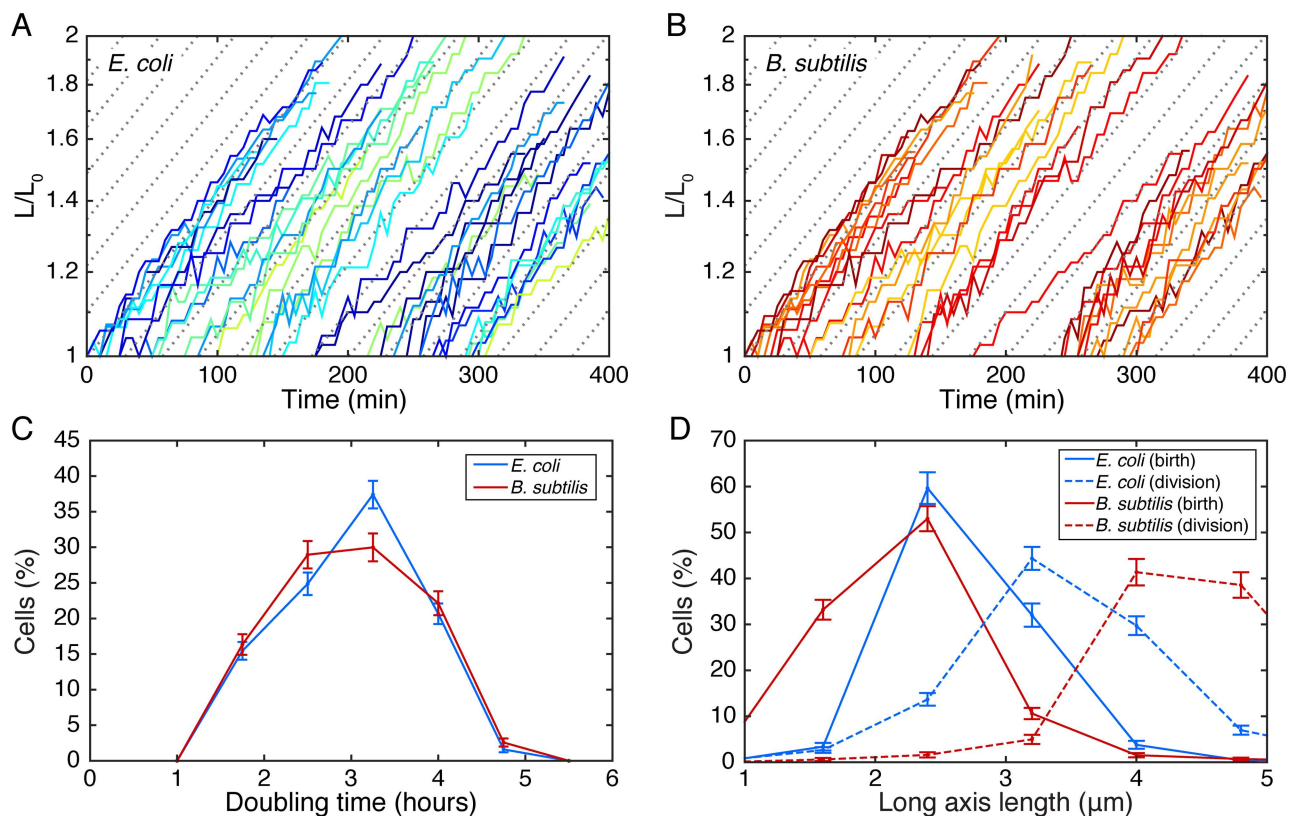 A
B
2
1.8
1.6
1.4
1.2
1
E. coli
L/L0
0
100
200
300
400
Time (min)
2
1.8
1.6
1.4
1.2
1
B. subtilis
L/L0
0
100
200
300
400
Time (min)
C
D
45
40
35
30
25
20
15
10
5
0
Cells (%)
E. coli
B. subtilis
0
1
2
3
4
5
6
Doubling time (hours)
70
60
50
40
30
20
10
0
Cells (%)
E. coli (birth)
E. coli (division)
B. subtilis (birth)
B. subtilis (division)
1
2
3
4
5
Long axis length (μm)